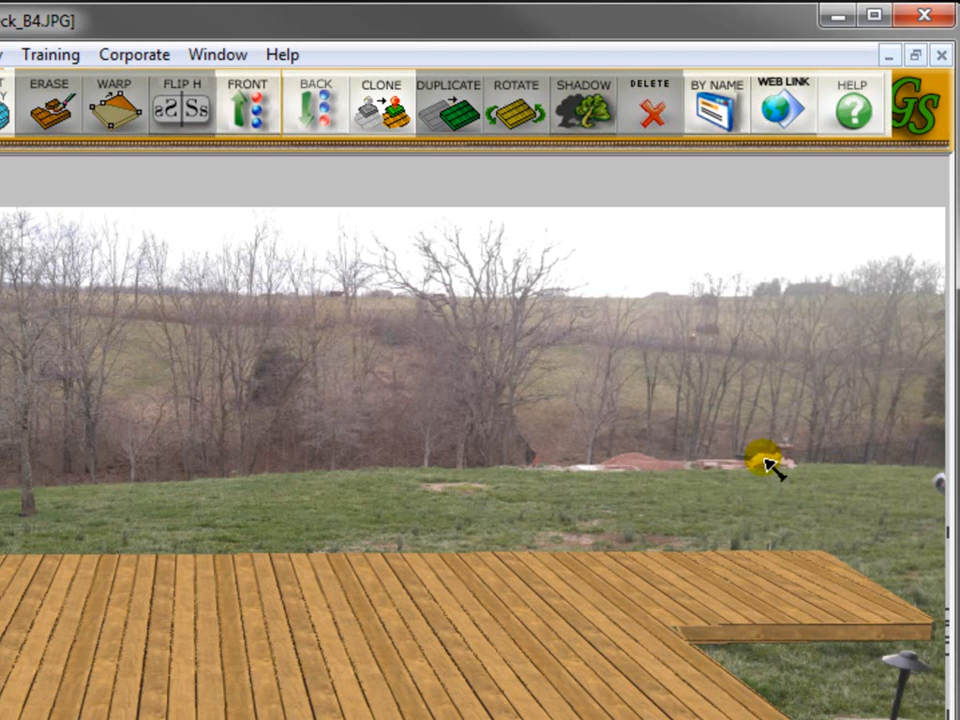 ck_B4.JPG]
Training Corporate Window Help
ERASE WARP FLIP H FRONT BACK CLONE DUPLICATE ROTATE SHADOW DELETE BY NAME WEB LINK HELP
S Ss
GS